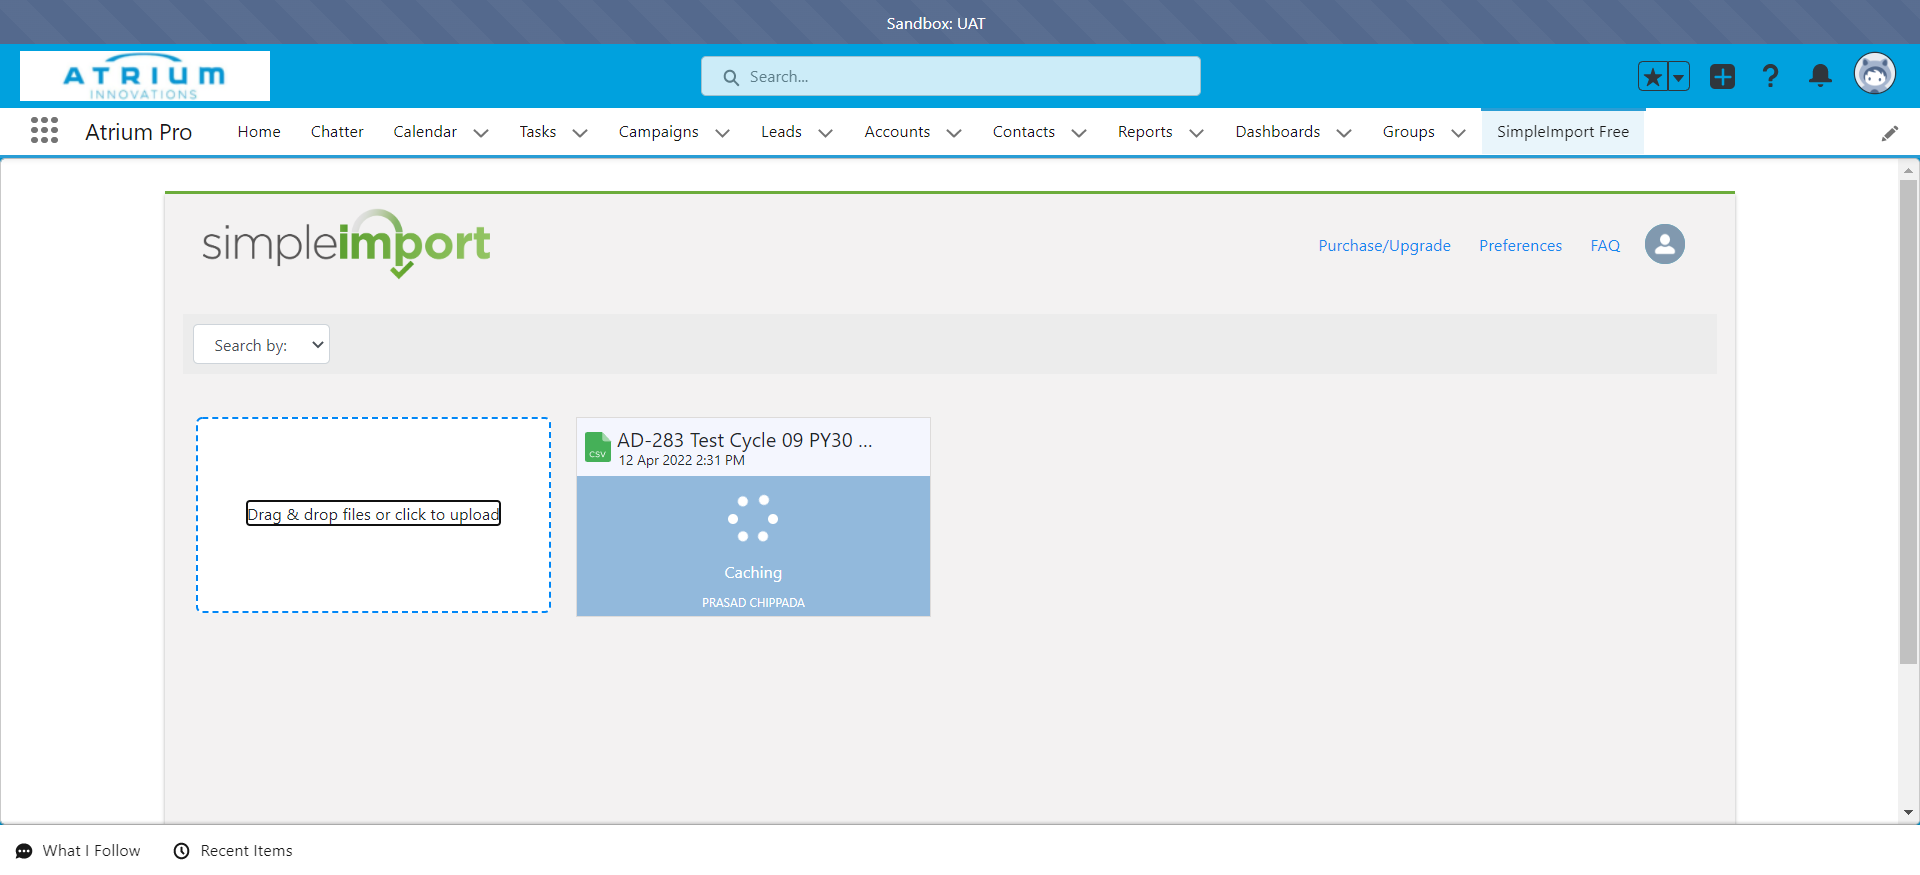 Sandbox: UAT
ATRIUM
INNOVATIONS
Search...
Atrium Pro
Home
Chatter
Calendar
Tasks
Campaigns
Leads
Accounts
Contacts
Reports
Dashboards
Groups
SimpleImport Free
simpleimport
Purchase/Upgrade
Preferences
FAQ
Search by:
Drag & drop files or click to upload
CSV
AD-283 Test Cycle 09 PY30 ...
12 Apr 2022 2:31 PM
Caching
PRASAD CHIPPADA
What I Follow
Recent Items